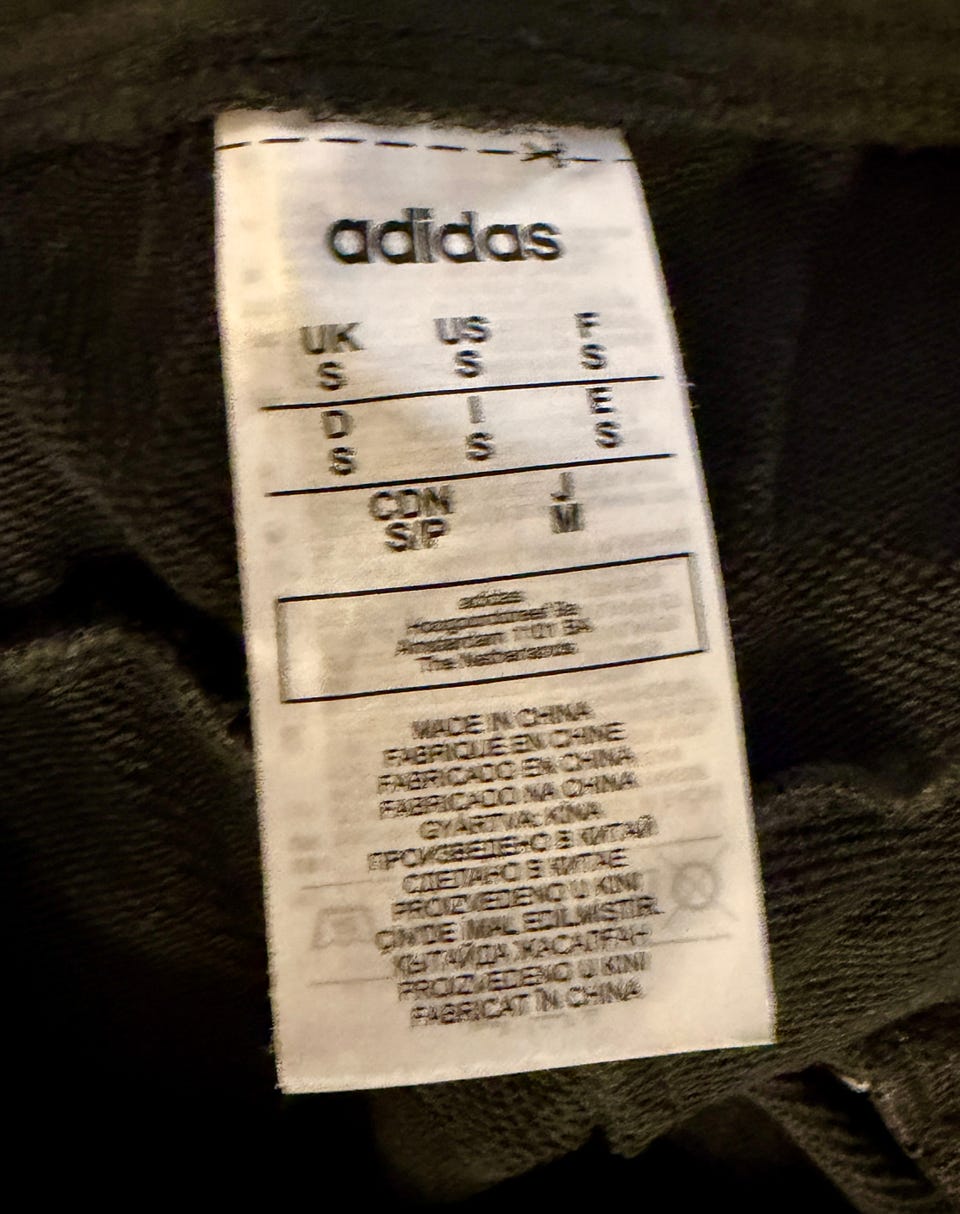 adidas
UK US F
S S S
D I E
S S S
CDN J
S/P M
adidas
Hoogoorddreef 9a
Amsterdam 1101 BA
The Netherlands
MADE IN CHINA
FABRIQUÉ EN CHINE
FABRICADO EN CHINA
FABRICADO NA CHINA
GYÁRTVA: KÍNA
ПРОИЗВЕДЕНО В КИТАЙ
СДЕЛАНО В КИТАЕ
PROIZVEDENO U KINI
ÇİN'DE İMAL EDİLMİŞTİR.
ҚЫТАЙДА ЖАСАЛҒАН
PROIZVEDENO U KINI
FABRICAT ÎN CHINA